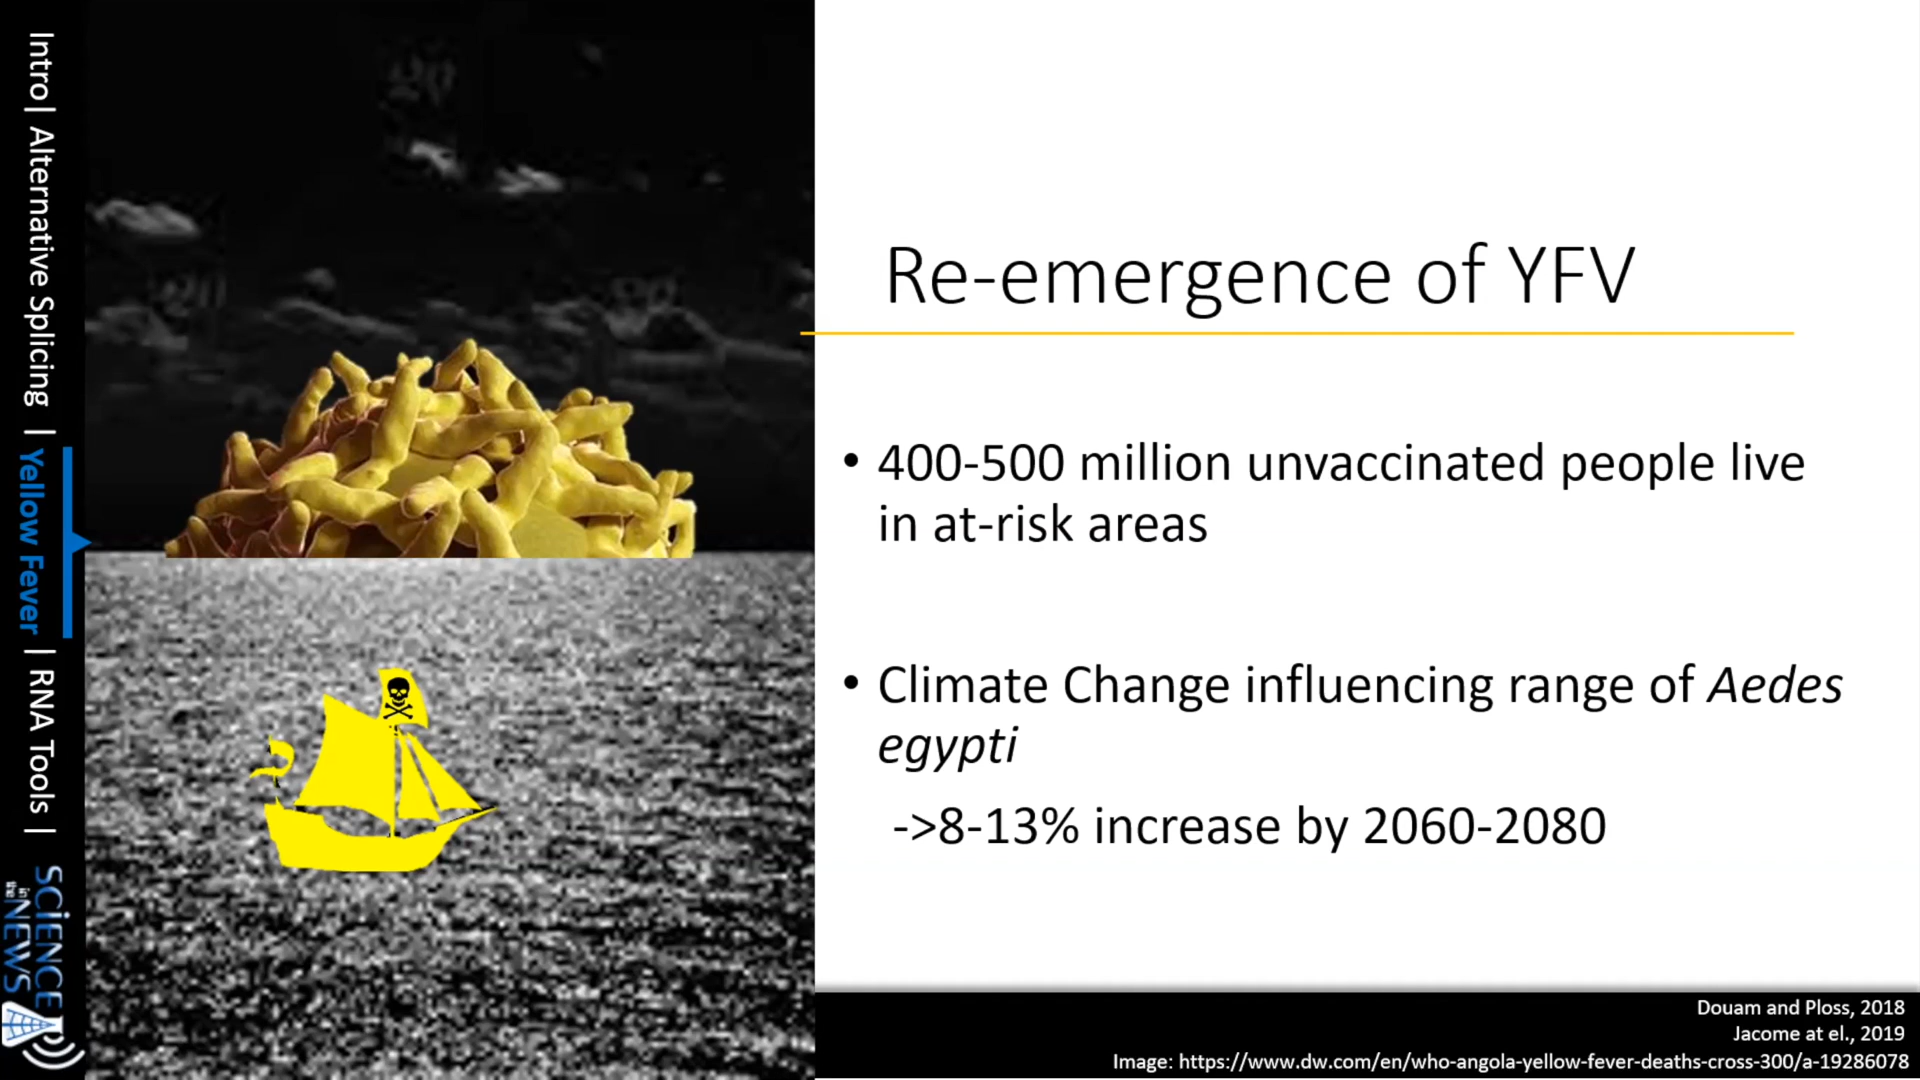 Intro| Alternative Splicing | Yellow Fever | RNA Tools |
SCiENCE
in
the
NEWS
Re-emergence of YFV
• 400-500 million unvaccinated people live
in at-risk areas
• Climate Change influencing range of Aedes
egypti
->8-13% increase by 2060-2080
Douam and Ploss, 2018
Jacome at el., 2019
Image: https://www.dw.com/en/who-angola-yellow-fever-deaths-cross-300/a-19286078